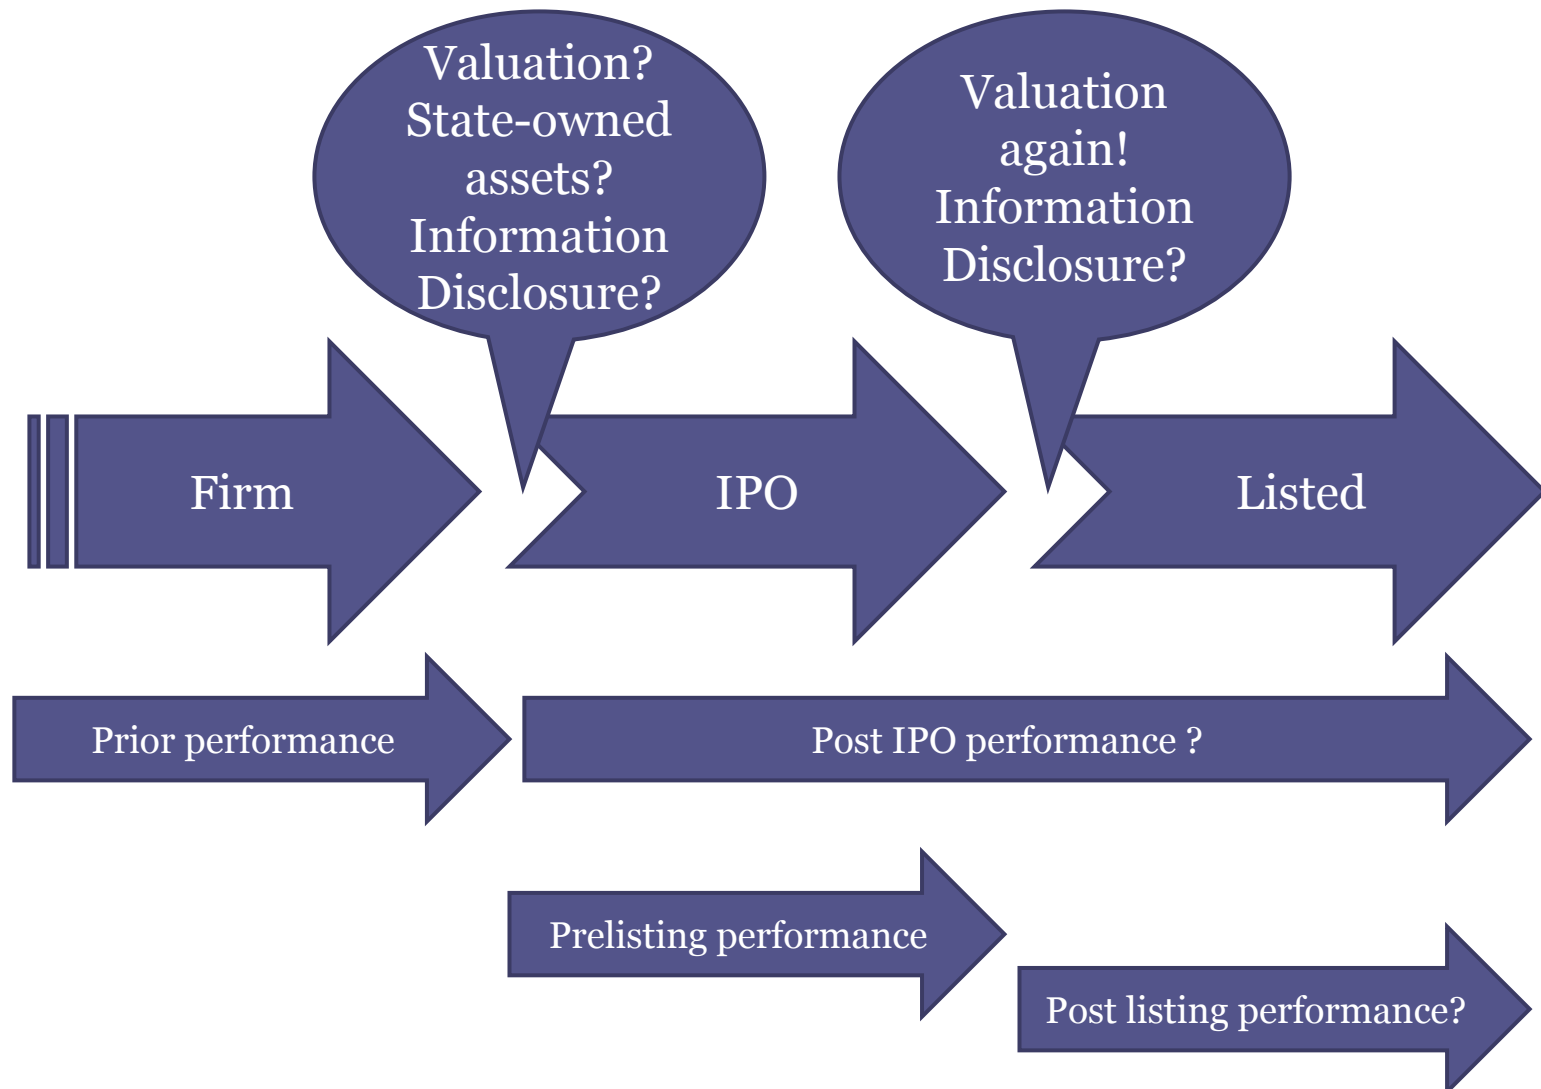 Valuation?
State-owned
assets?
Information
Disclosure?
Valuation
again!
Information
Disclosure?
Firm
IPO
Listed
Prior performance
Post IPO performance ?
Prelisting performance
Post listing performance?